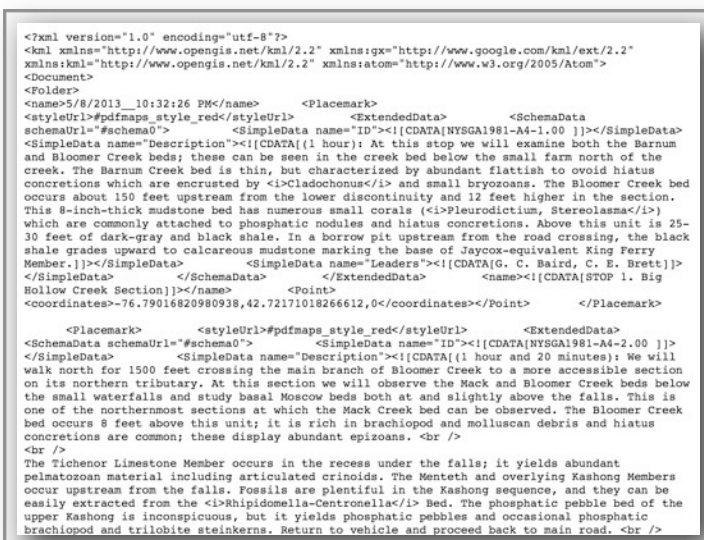 <?xml version="1.0" encoding="utf-8"?>
<kml xmlns="http://www.opengis.net/kml/2.2" xmlns:gx="http://www.google.com/kml/ext/2.2"
xmlns:kml="http://www.opengis.net/kml/2.2" xmlns:atom="http://www.w3.org/2005/Atom">
<Document>
<Folder>
<name>5/8/2013__10:32:26 PM</name>      <Placemark>
<styleUrl>#pdfmaps_style_red</styleUrl>      <ExtendedData>      <SchemaData
schemaUrl="#schema0">      <SimpleData name="ID"><![CDATA[NYSGA1981-A4-1.00 ]]></SimpleData>
<SimpleData name="Description"><![CDATA[(1 hour): At this stop we will examine both the Barnum
and Bloomer Creek beds; these can be seen in the creek bed below the small farm north of the
creek. The Barnum Creek bed is thin, but characterized by abundant flattish to ovoid hiatus
concretions which are encrusted by <i>Cladochonus</i> and small bryozoans. The Bloomer Creek bed
occurs about 150 feet upstream from the lower discontinuity and 12 feet higher in the section.
This 8-inch-thick mudstone bed has numerous small corals (<i>Pleurodictium, Stereolasma</i>)
which are commonly attached to phosphatic nodules and hiatus concretions. Above this unit is 25-
30 feet of dark-gray and black shale. In a borrow pit upstream from the road crossing, the black
shale grades upward to calcareous mudstone marking the base of Jaycox-equivalent King Ferry
Member.]]></SimpleData>      <SimpleData name="Leaders"><![CDATA[G. C. Baird, C. E. Brett]]>
</SimpleData>      </SchemaData>      </ExtendedData>      <name><![CDATA[STOP 1. Big
Hollow Creek Section]]></name>      <Point>
<coordinates>-76.79016820980938,42.72171018266612,0</coordinates></Point>      </Placemark>
<Placemark>      <styleUrl>#pdfmaps_style_red</styleUrl>      <ExtendedData>
<SchemaData schemaUrl="#schema0">      <SimpleData name="ID"><![CDATA[NYSGA1981-A4-2.00 ]]>
</SimpleData>      <SimpleData name="Description"><![CDATA[(1 hour and 20 minutes): We will
walk north for 1500 feet crossing the main branch of Bloomer Creek to a more accessible section
on its northern tributary. At this section we will observe the Mack and Bloomer Creek beds below
the small waterfalls and study basal Moscow beds both at and slightly above the falls. This is
one of the northernmost sections at which the Mack Creek bed can be observed. The Bloomer Creek
bed occurs 8 feet above this unit; it is rich in brachiopod and molluscan debris and hiatus
concretions are common; these display abundant epizoans. <br />
<br />
The Tichenor Limestone Member occurs in the recess under the falls; it yields abundant
pelmatozoan material including articulated crinoids. The Menteth and overlying Kashong Members
occur upstream from the falls. Fossils are plentiful in the Kashong sequence, and they can be
easily extracted from the <i>Rhipidomella-Centronella</i> Bed. The phosphatic pebble bed of the
upper Kashong is inconspicuous, but it yields phosphatic pebbles and occasional phosphatic
brachiopod and trilobite steinkerns. Return to vehicle and proceed back to main road. <br />